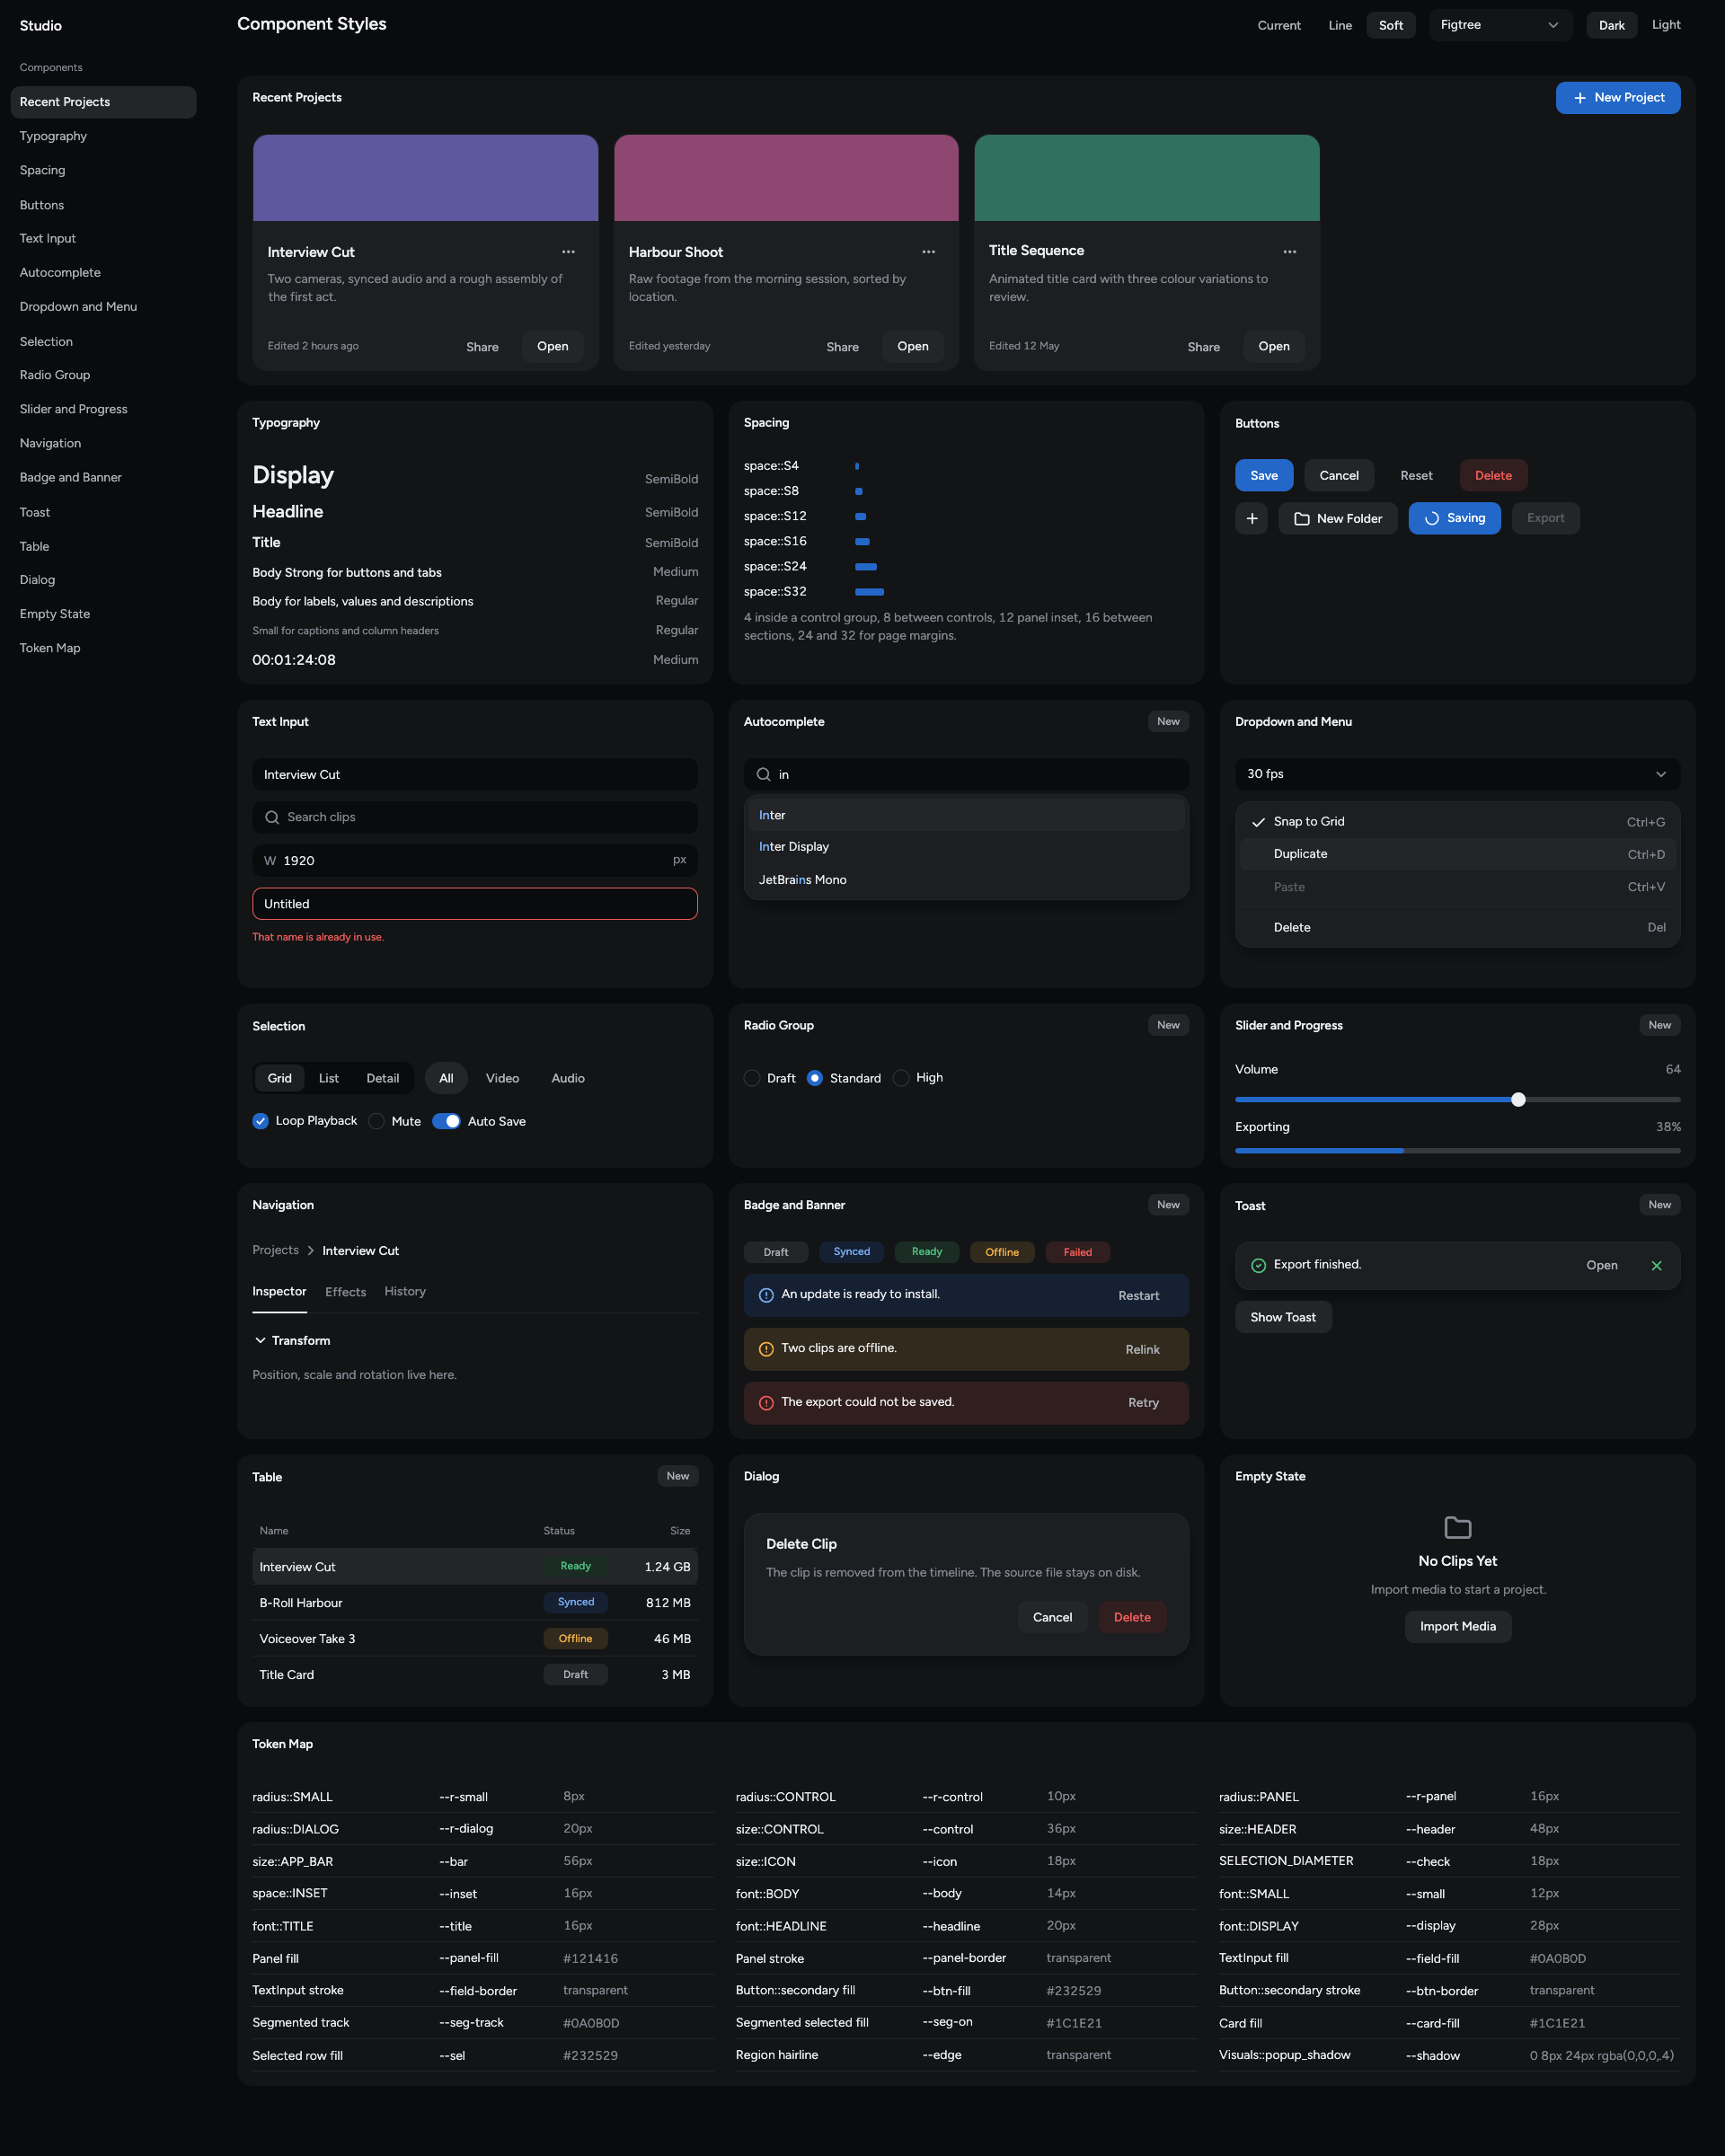 Studio
Component Styles
Current
Line
Soft
Figtree
Dark
Light
Components
Recent Projects
Typography
Spacing
Buttons
Text Input
Autocomplete
Dropdown and Menu
Selection
Radio Group
Slider and Progress
Navigation
Badge and Banner
Toast
Table
Dialog
Empty State
Token Map
Recent Projects
New Project
Interview Cut
Two cameras, synced audio and a rough assembly of
the first act.
Edited 2 hours ago
Share
Open
Harbour Shoot
Raw footage from the morning session, sorted by
location.
Edited yesterday
Share
Open
Title Sequence
Animated title card with three colour variations to
review.
Edited 12 May
Share
Open
Typography
Display SemiBold
Headline SemiBold
Title SemiBold
Body Strong for buttons and tabs Medium
Body for labels, values and descriptions Regular
Small for captions and column headers Regular
00:01:24:08 Medium
Spacing
space::S4
space::S8
space::S12
space::S16
space::S24
space::S32
4 inside a control group, 8 between controls, 12 panel inset, 16 between
sections, 24 and 32 for page margins.
Buttons
Save
Cancel
Reset
Delete
New Folder
Saving
Export
Text Input
Interview Cut
Search clips
W 1920 px
Untitled
That name is already in use.
Autocomplete New
in
Inter
Inter Display
JetBrains Mono
Dropdown and Menu
30 fps
Snap to Grid Ctrl+G
Duplicate Ctrl+D
Paste Ctrl+V
Delete Del
Selection
Grid
List
Detail
All
Video
Audio
Loop Playback
Mute
Auto Save
Radio Group New
Draft
Standard
High
Slider and Progress New
Volume 64
Exporting 38%
Navigation
Projects Interview Cut
Inspector
Effects
History
Transform
Position, scale and rotation live here.
Badge and Banner New
Draft
Synced
Ready
Offline
Failed
An update is ready to install. Restart
Two clips are offline. Relink
The export could not be saved. Retry
Toast New
Export finished. Open
Show Toast
Table New
Name Status Size
Interview Cut Ready 1.24 GB
B-Roll Harbour Synced 812 MB
Voiceover Take 3 Offline 46 MB
Title Card Draft 3 MB
Dialog
Delete Clip
The clip is removed from the timeline. The source file stays on disk.
Cancel
Delete
Empty State
No Clips Yet
Import media to start a project.
Import Media
Token Map
radius::SMALL --r-small 8px radius::CONTROL --r-control 10px radius::PANEL --r-panel 16px
radius::DIALOG --r-dialog 20px size::CONTROL --control 36px size::HEADER --header 48px
size::APP_BAR --bar 56px size::ICON --icon 18px SELECTION_DIAMETER --check 18px
space::INSET --inset 16px font::BODY --body 14px font::SMALL --small 12px
font::TITLE --title 16px font::HEADLINE --headline 20px font::DISPLAY --display 28px
Panel fill --panel-fill #121416 Panel stroke --panel-border transparent TextInput fill --field-fill #0A0B0D
TextInput stroke --field-border transparent Button::secondary fill --btn-fill #232529 Button::secondary stroke --btn-border transparent
Segmented track --seg-track #0A0B0D Segmented selected fill --seg-on #1C1E21 Card fill --card-fill #1C1E21
Selected row fill --sel #232529 Region hairline --edge transparent Visuals::popup_shadow --shadow 0 8px 24px rgba(0,0,0,.4)